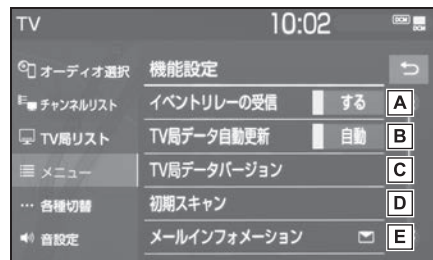 TV 10:02 DCM
オーディオ選択 機能設定
チャンネルリスト イベントリレーの受信 する A
TV局リスト TV局データ自動更新 自動 B
メニュー TV局データバージョン C
各種切替 初期スキャン D
音設定 メールインフォメーション E